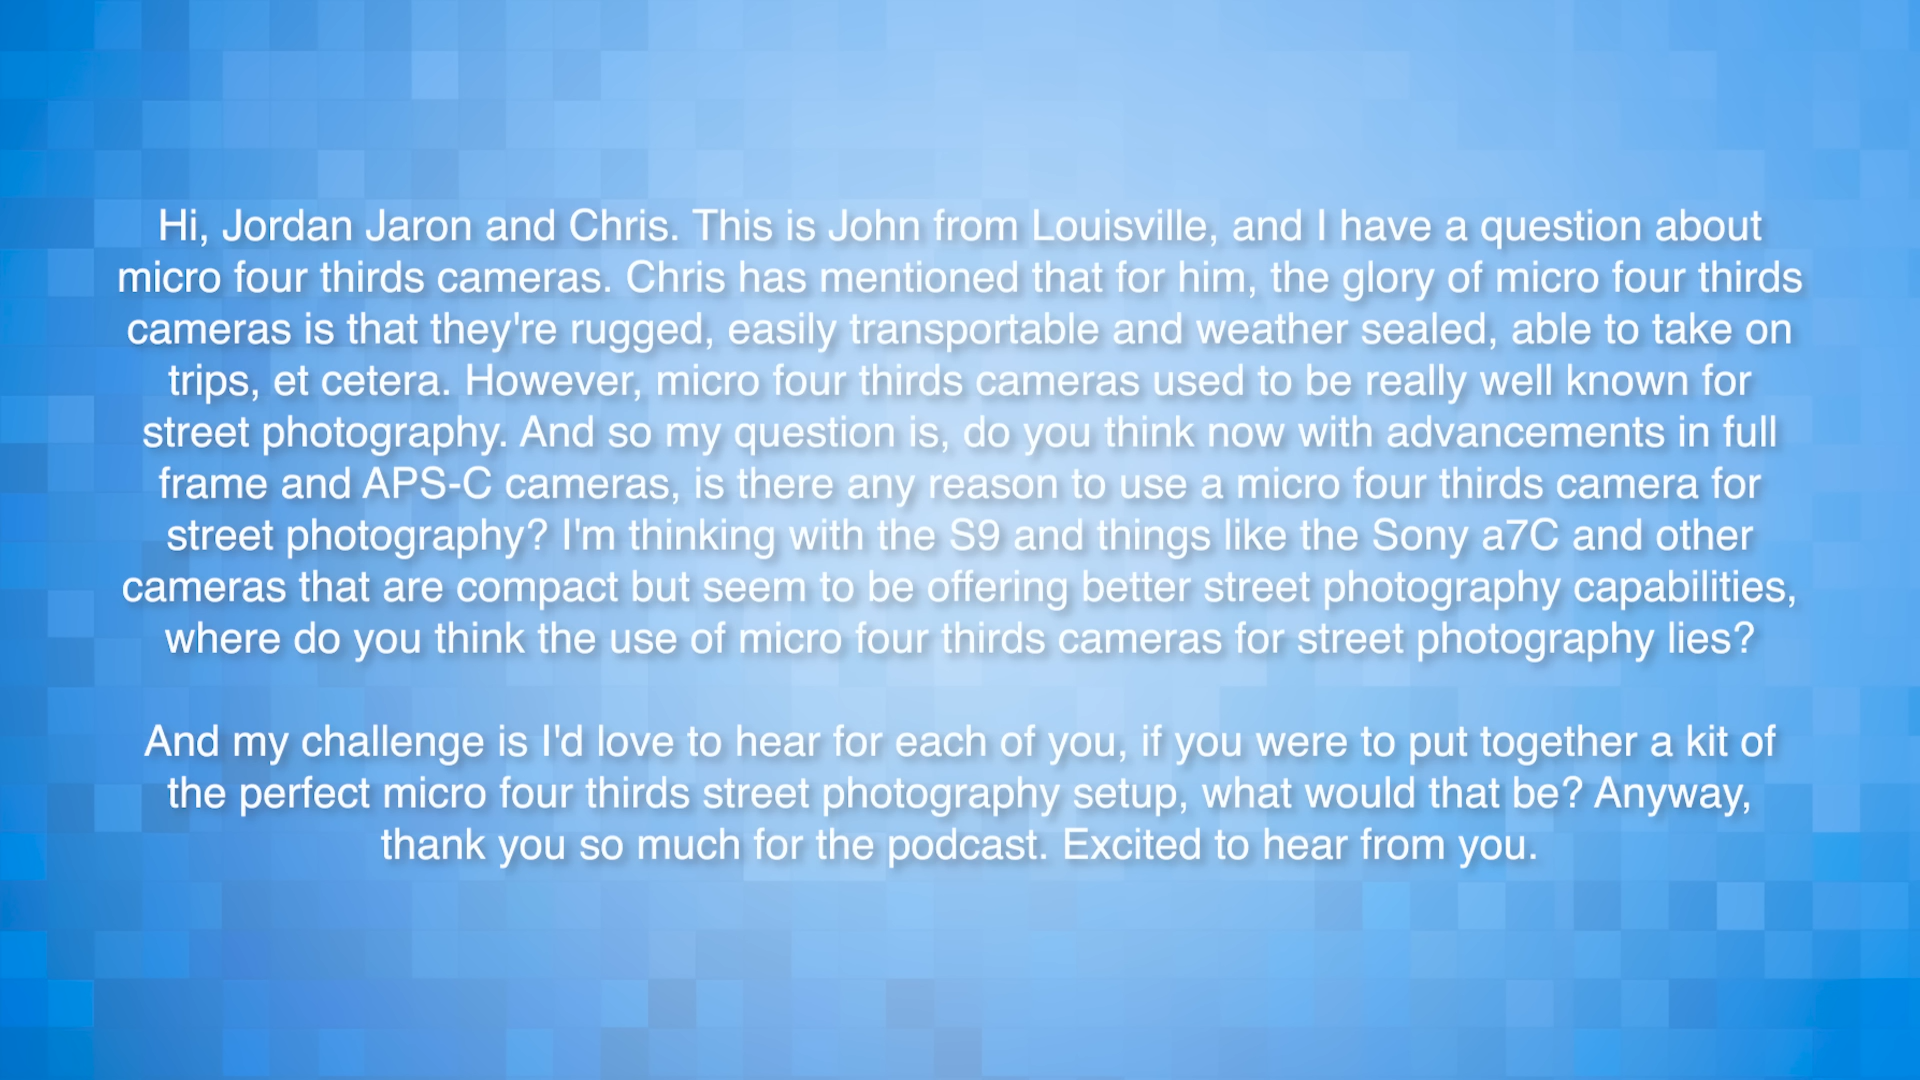 Hi, Jordan Jaron and Chris. This is John from Louisville, and I have a question about
micro four thirds cameras. Chris has mentioned that for him, the glory of micro four thirds
cameras is that they're rugged, easily transportable and weather sealed, able to take on
trips, et cetera. However, micro four thirds cameras used to be really well known for
street photography. And so my question is, do you think now with advancements in full
frame and APS-C cameras, is there any reason to use a micro four thirds camera for
street photography? I'm thinking with the S9 and things like the Sony a7C and other
cameras that are compact but seem to be offering better street photography capabilities,
where do you think the use of micro four thirds cameras for street photography lies?
And my challenge is I'd love to hear for each of you, if you were to put together a kit of
the perfect micro four thirds street photography setup, what would that be? Anyway,
thank you so much for the podcast. Excited to hear from you.